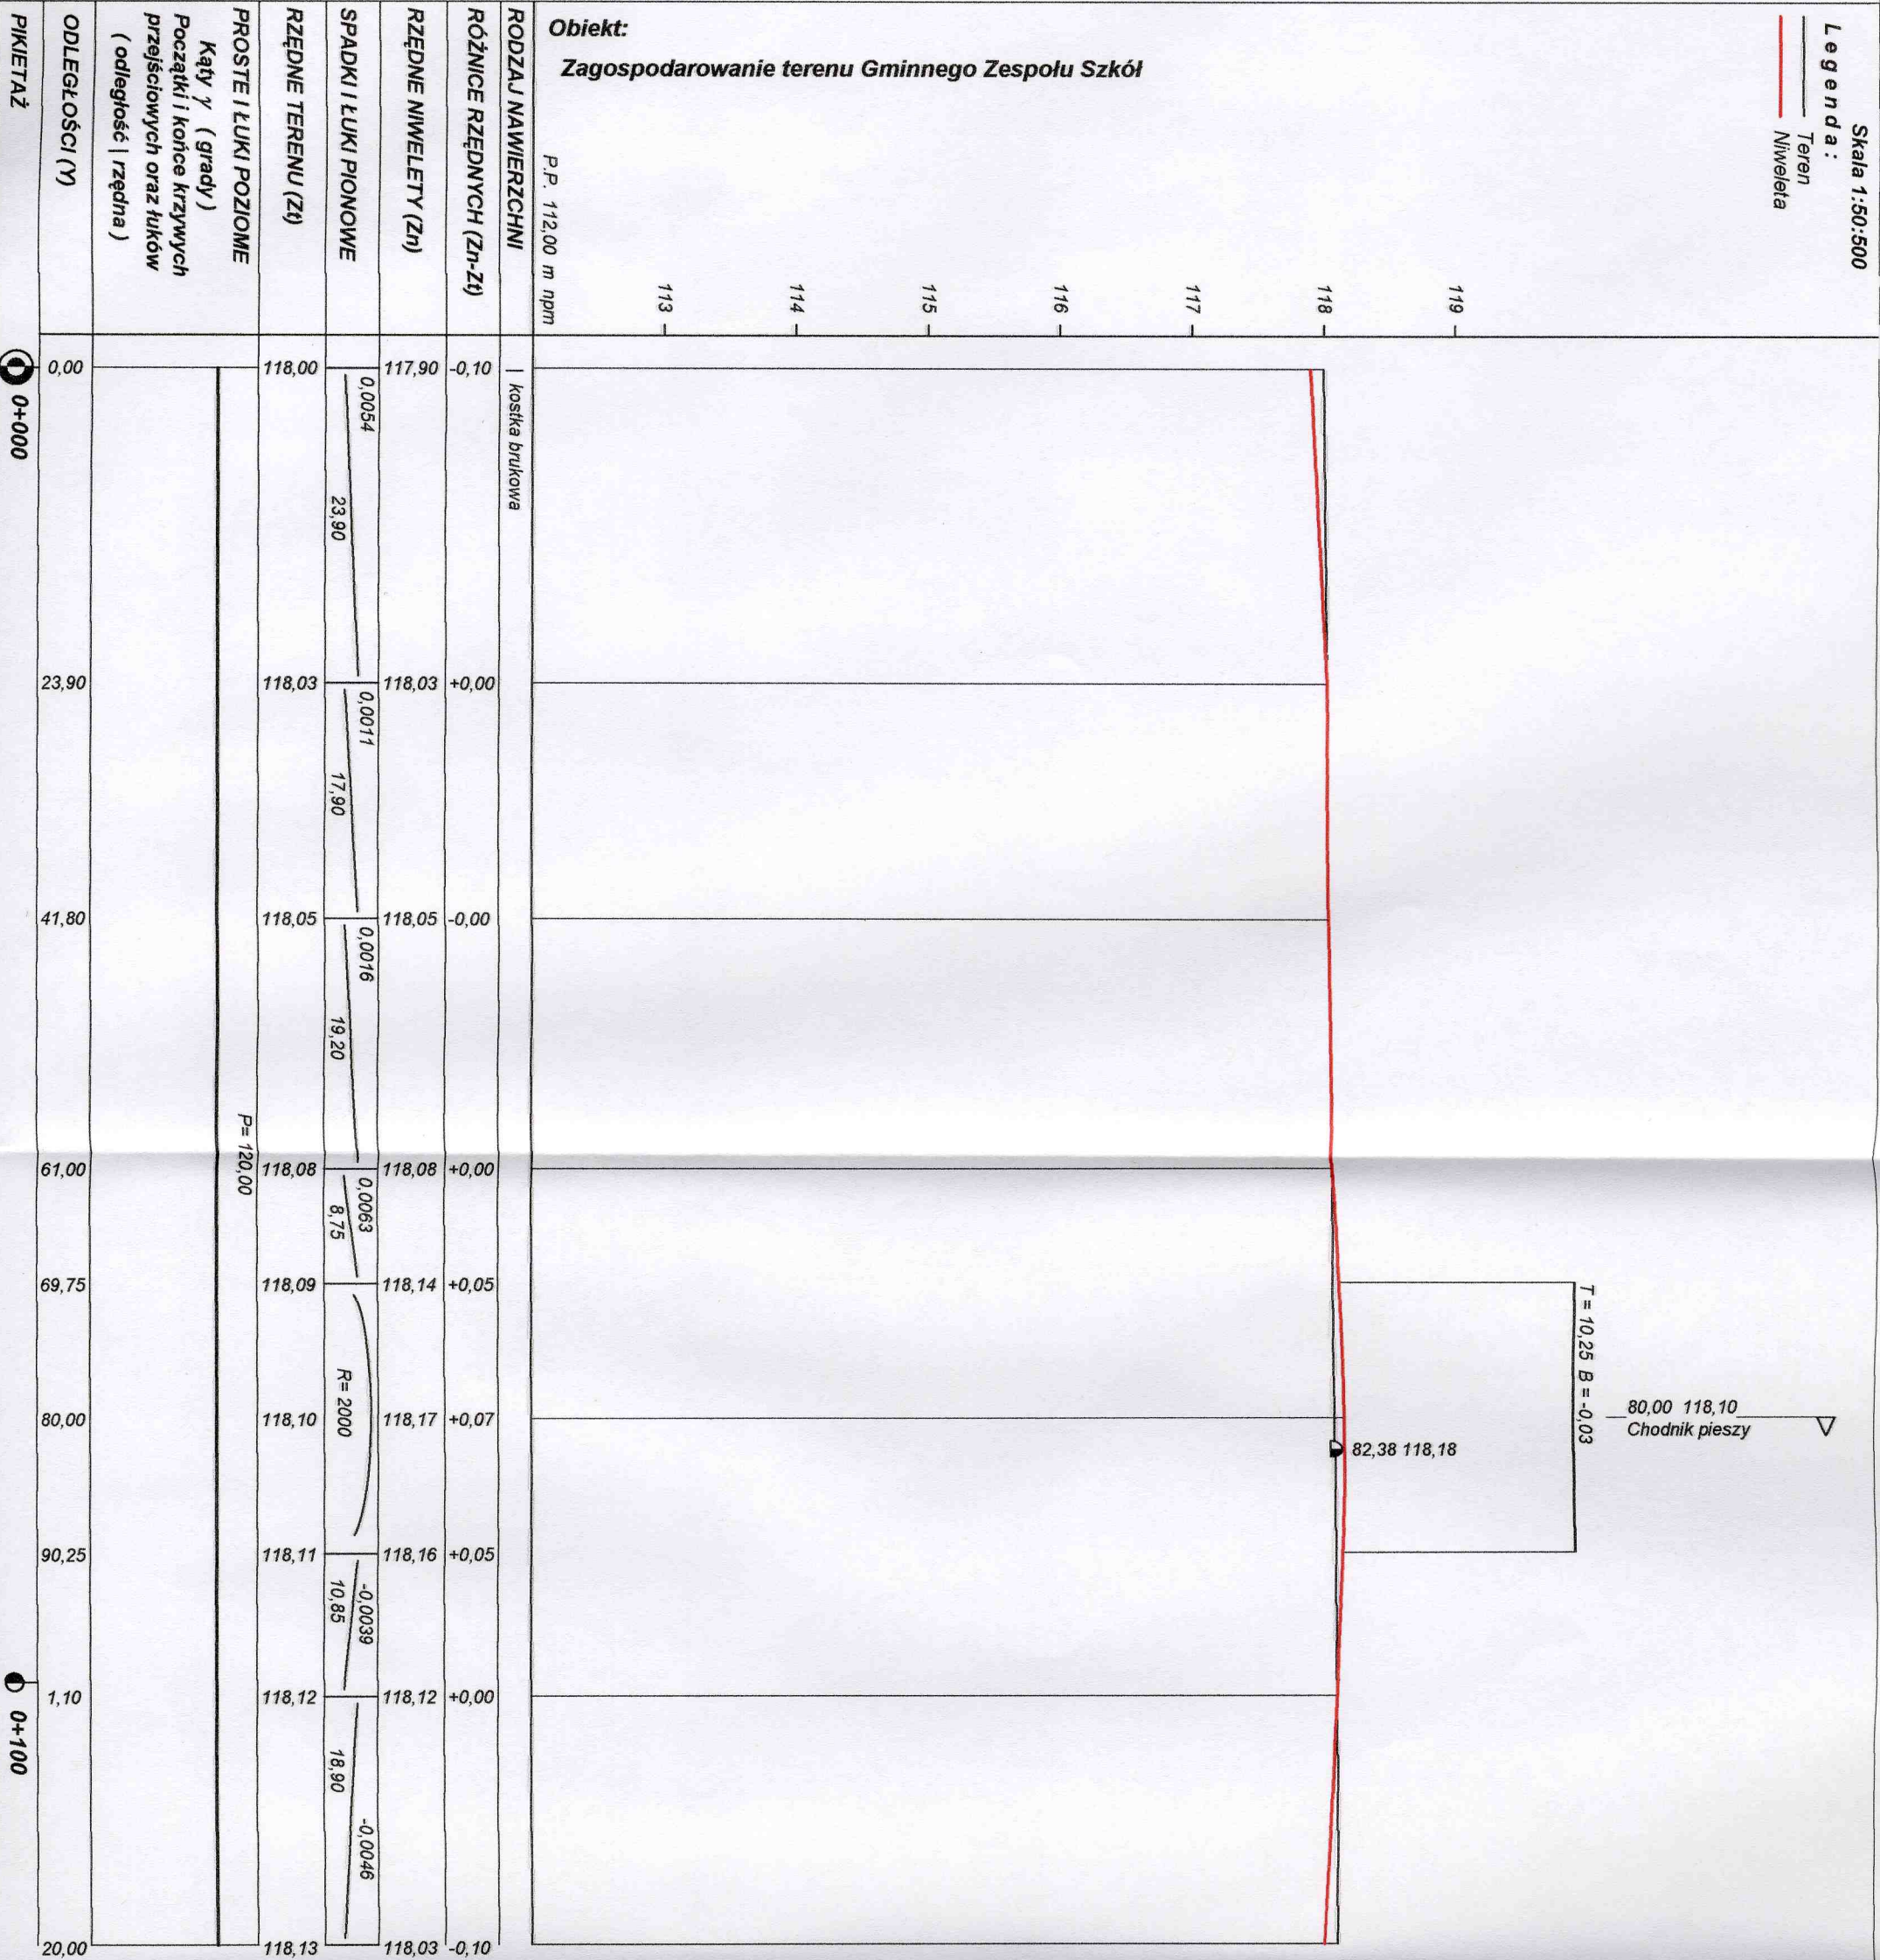 Skala 1:50:500
Legenda:
Teren
Niweleta
Obiekt:
Zagospodarowanie terenu Gminnego Zespołu Szkół
119
118
117
116
115
114
113
P.P. 112,00 m npm
80,00 118,10
Chodnik pieszy
T = 10,25 B = -0,03
82,38 118,18
RODZAJ NAWIERZCHNI
kostka brukowa
RÓŻNICE RZĘDNYCH (Zn-Zt)
-0,10 +0,00 -0,00 +0,00 +0,05 +0,07 +0,05 +0,00 -0,10
RZĘDNE NIWELETY (Zn)
117,90 118,03 118,05 118,08 118,14 118,17 118,16 118,12 118,03
SPADKI I ŁUKI PIONOWE
0,0054 0,0011 0,0016 0,0063 -0,0039 -0,0046
23,90 17,90 19,20 8,75 R= 2000 10,85 18,90
RZĘDNE TERENU (Zt)
118,00 118,03 118,05 118,08 118,09 118,10 118,11 118,12 118,13
PROSTE I ŁUKI POZIOME
P= 120,00
Kąty γ ( grady )
Początki i końce krzywych
przejściowych oraz łuków
( odległość | rzędna )
ODLEGŁOŚCI (Y)
0,00 23,90 41,80 61,00 69,75 80,00 90,25 1,10 20,00
PIKIETAŻ
0+000 0+100